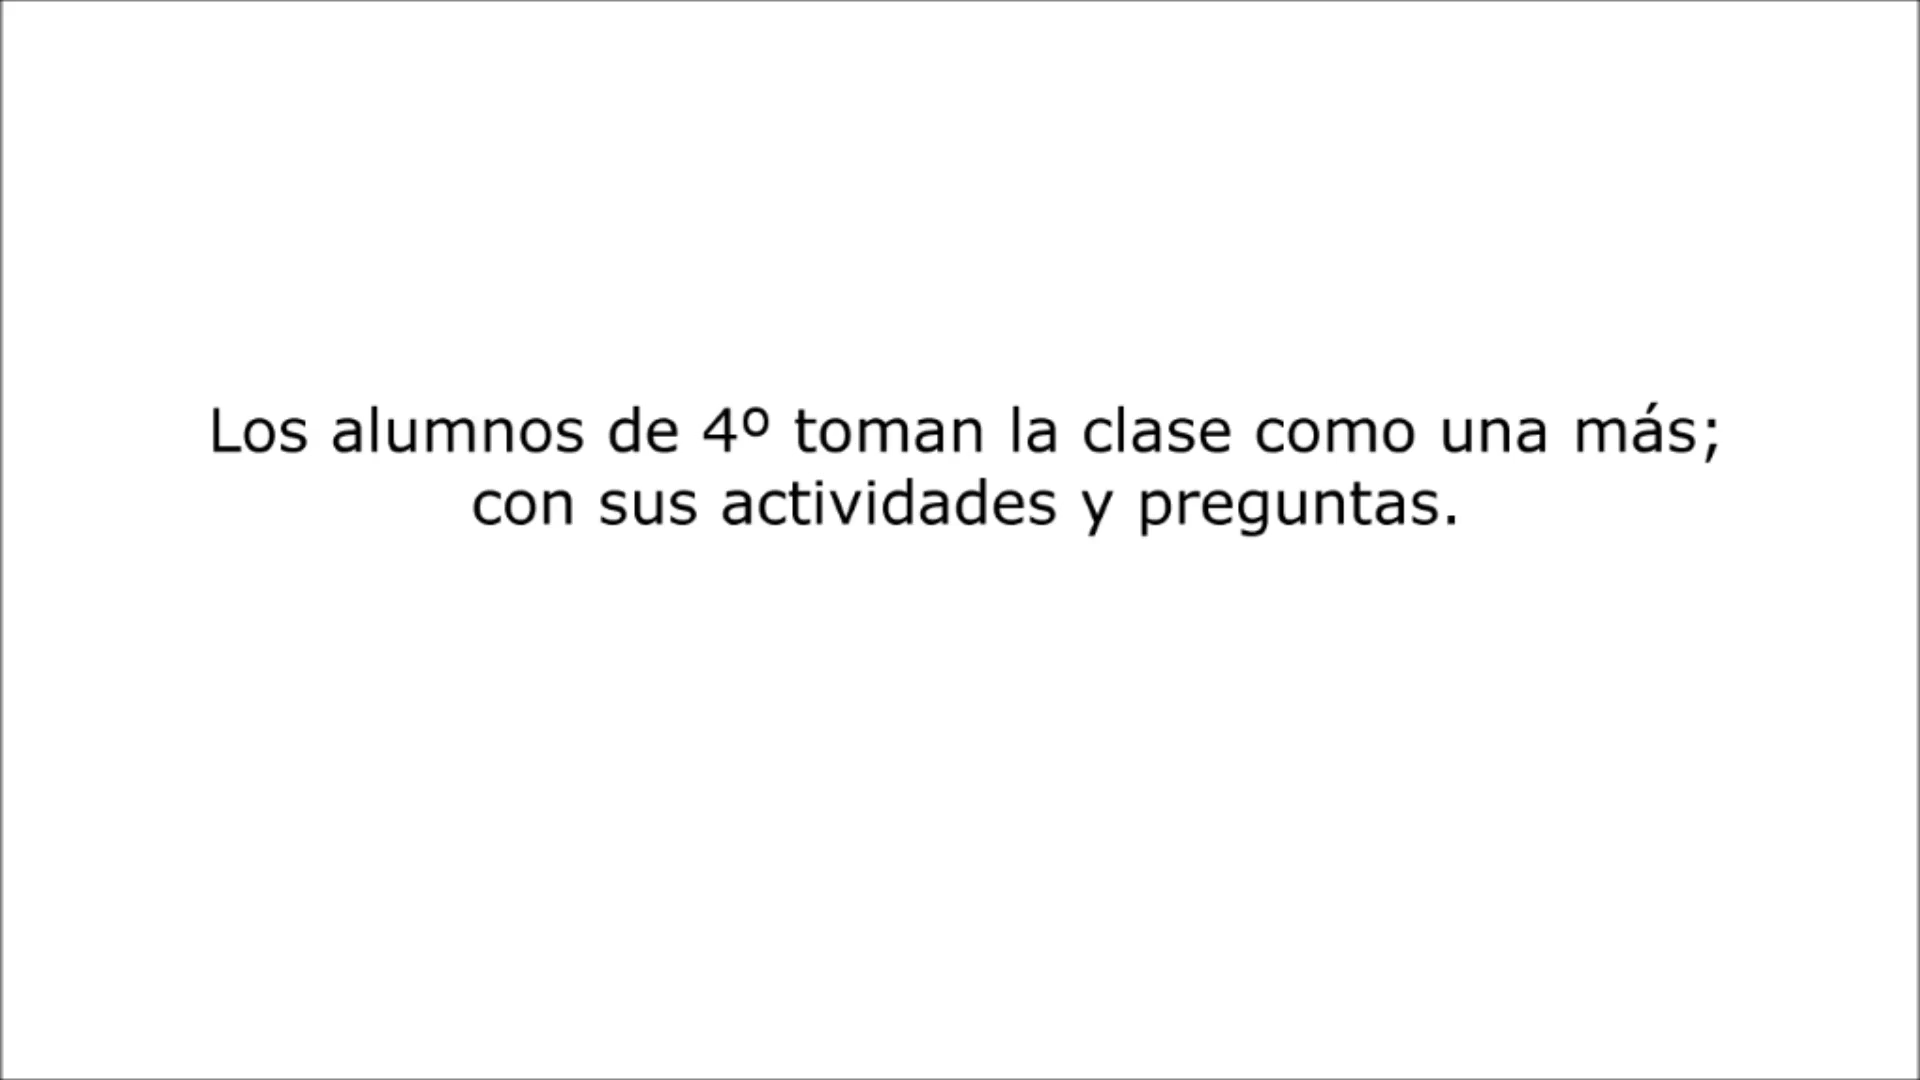 Los alumnos de 4º toman la clase como una más;
con sus actividades y preguntas.